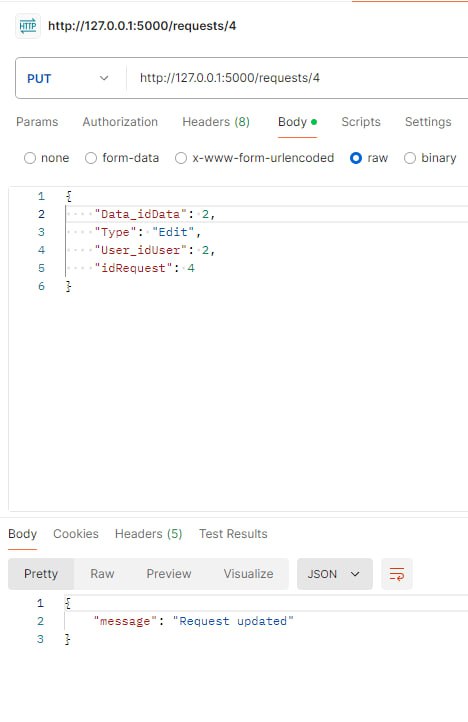 HTTP http://127.0.0.1:5000/requests/4
PUT http://127.0.0.1:5000/requests/4
Params Authorization Headers (8) Body Scripts Settings
none form-data x-www-form-urlencoded raw binary
1 {
2 "Data_idData": 2,
3 "Type": "Edit",
4 "User_idUser": 2,
5 "idRequest": 4
6 }
Body Cookies Headers (5) Test Results
Pretty Raw Preview Visualize JSON
1 {
2 "message": "Request updated"
3 }